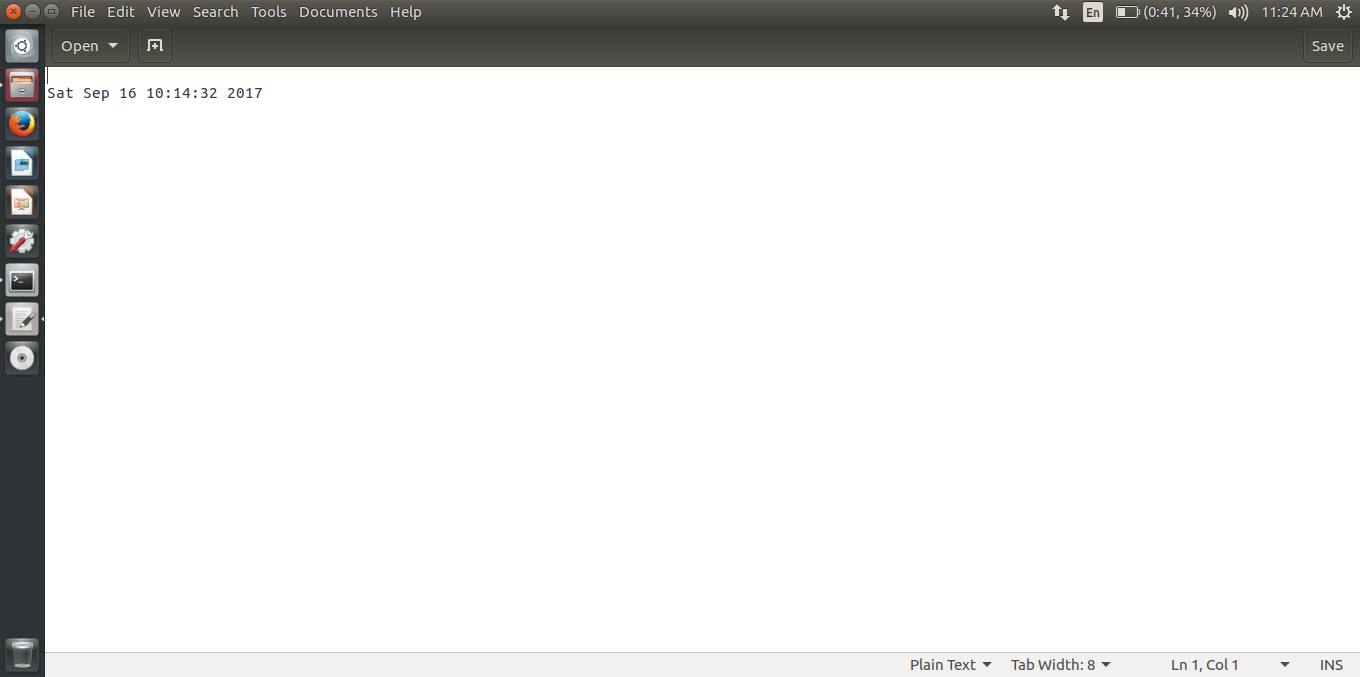 File Edit View Search Tools Documents Help En (0:41, 34%) 11:24 AM
Open Save
Sat Sep 16 10:14:32 2017
Plain Text Tab Width: 8 Ln 1, Col 1 INS